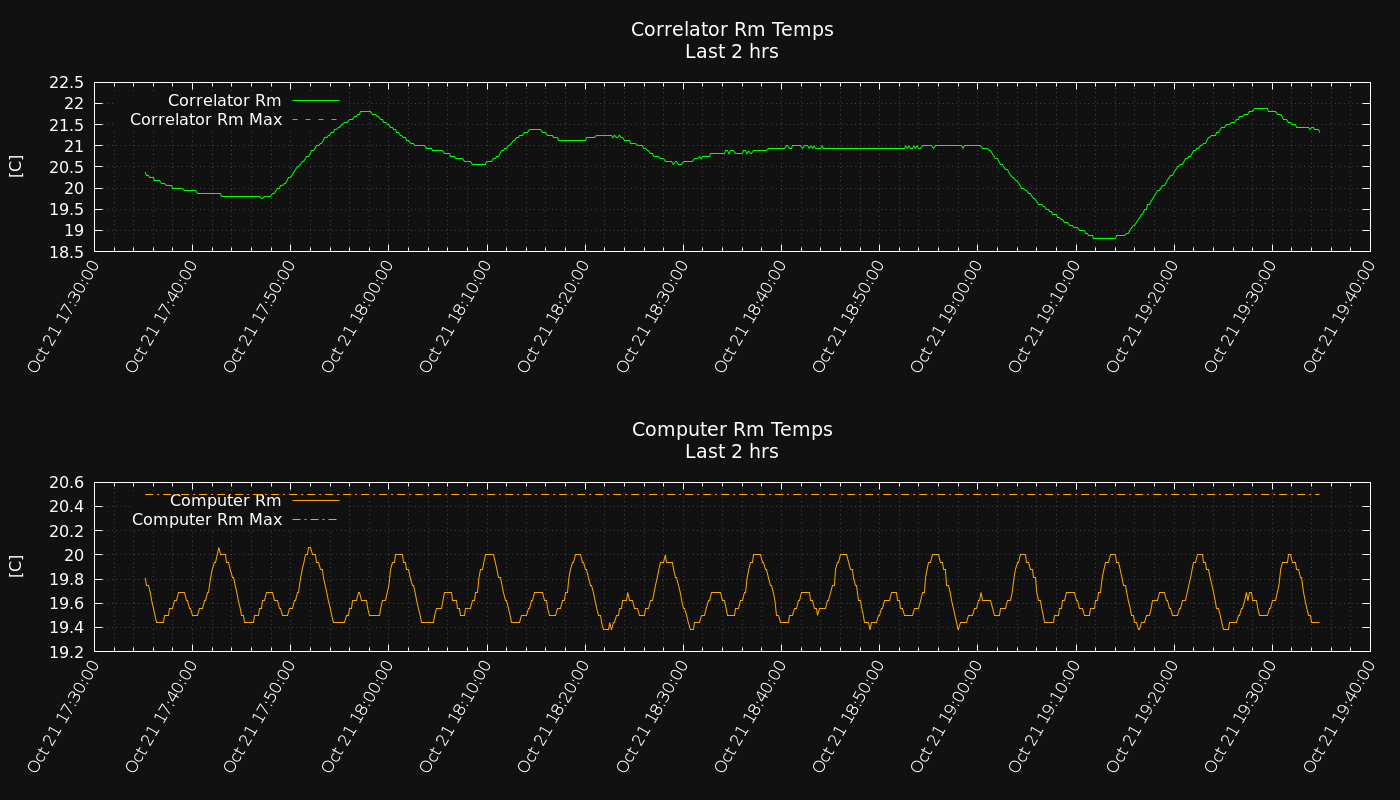 Correlator Rm Temps
Last 2 hrs
22.5
22
21.5
21
20.5
20
19.5
19
18.5
[C]
Correlator Rm
Correlator Rm Max
Oct 21 17:30:00
Oct 21 17:40:00
Oct 21 17:50:00
Oct 21 18:00:00
Oct 21 18:10:00
Oct 21 18:20:00
Oct 21 18:30:00
Oct 21 18:40:00
Oct 21 18:50:00
Oct 21 19:00:00
Oct 21 19:10:00
Oct 21 19:20:00
Oct 21 19:30:00
Oct 21 19:40:00
Computer Rm Temps
Last 2 hrs
20.6
20.4
20.2
20
19.8
19.6
19.4
19.2
[C]
Computer Rm
Computer Rm Max
Oct 21 17:30:00
Oct 21 17:40:00
Oct 21 17:50:00
Oct 21 18:00:00
Oct 21 18:10:00
Oct 21 18:20:00
Oct 21 18:30:00
Oct 21 18:40:00
Oct 21 18:50:00
Oct 21 19:00:00
Oct 21 19:10:00
Oct 21 19:20:00
Oct 21 19:30:00
Oct 21 19:40:00